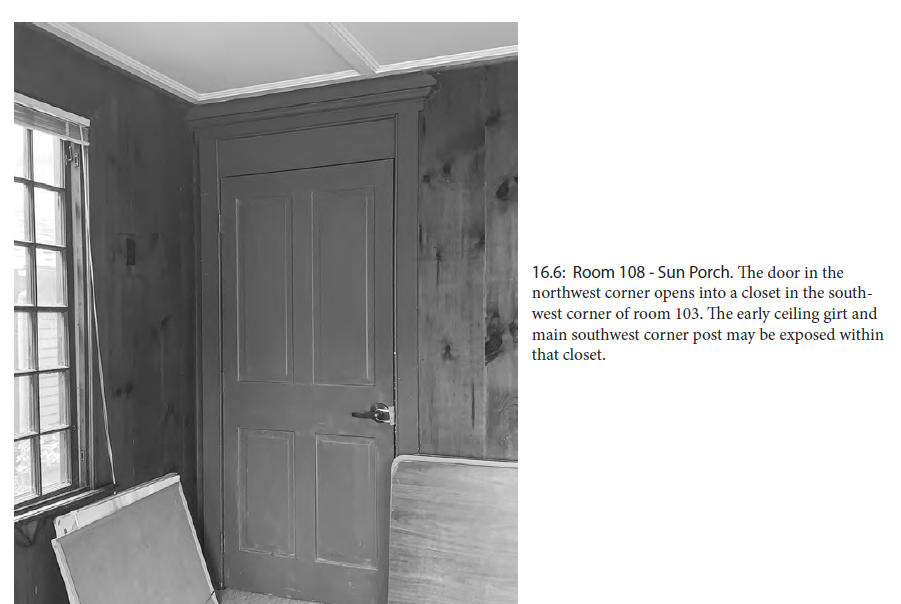 16.6: Room 108 - Sun Porch. The door in the
northwest corner opens into a closet in the south-
west corner of room 103. The early ceiling girt and
main southwest corner post may be exposed within
that closet.